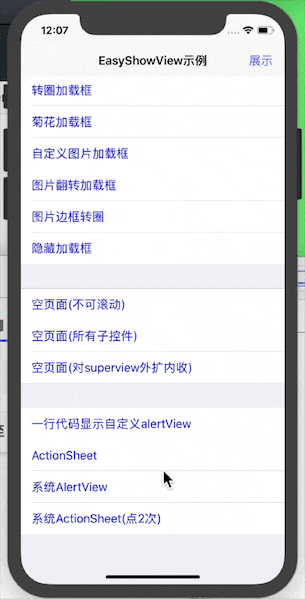 12:07
EasyShowView示例
展示
转圈加载框
菊花加载框
自定义图片加载框
图片翻转加载框
图片边框转圈
隐藏加载框
空页面(不可滚动)
空页面(所有子控件)
空页面(对superview外扩内收)
一行代码显示自定义alertView
ActionSheet
系统AlertView
系统ActionSheet(点2次)